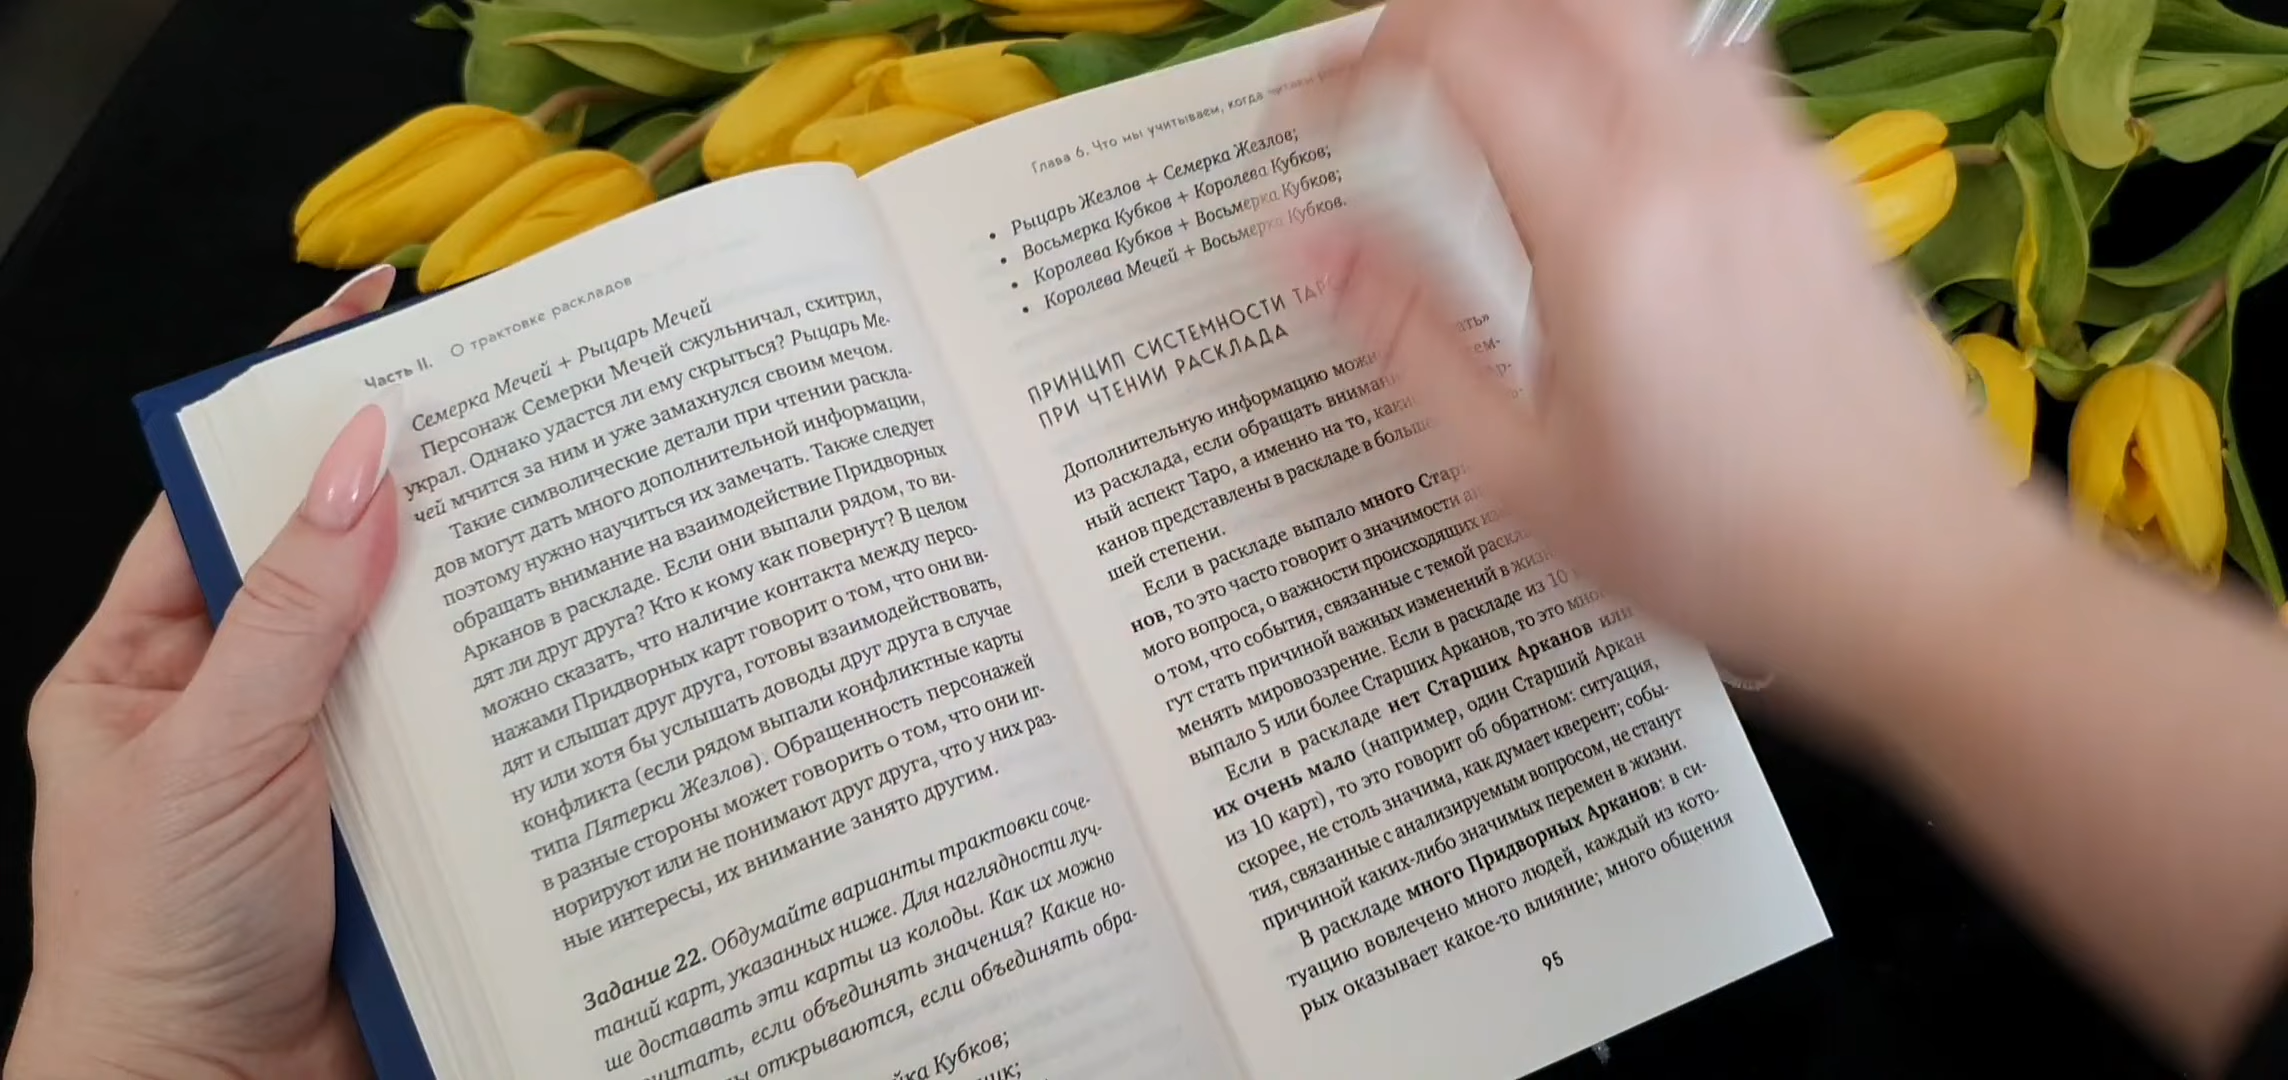 Часть II. О трактовке раскладов
Семерка Мечей + Рыцарь Мечей
Персонаж Семерки Мечей сжульничал, схитрил,
украл. Однако удастся ли ему скрыться? Рыцарь Ме-
чей мчится за ним и уже замахнулся своим мечом.
Такие символические детали при чтении раскла-
дов могут дать много дополнительной информации,
поэтому нужно научиться их замечать. Также следует
обращать внимание на взаимодействие Придворных
Арканов в раскладе. Если они выпали рядом, то ви-
дят ли друг друга? Кто к кому как повернут? В целом
можно сказать, что наличие контакта между персо-
нажами Придворных карт говорит о том, что они ви-
дят и слышат друг друга, готовы взаимодействовать,
ну или хотя бы услышать доводы друг друга в случае
конфликта (если рядом выпали конфликтные карты
типа Пятерки Жезлов). Обращенность персонажей
в разные стороны может говорить о том, что они иг-
норируют или не понимают друг друга, что у них раз-
ные интересы, их внимание занято другим.
Задание 22. Обдумайте варианты трактовки соче-
таний карт, указанных ниже. Для наглядности луч-
ше доставать эти карты из колоды. Как их можно
читать, если объединять значения? Какие но-
открываются, если объединять обра-
Кубков;
Глава 6. Что мы учитываем, когда
• Рыцарь Жезлов + Семерка Жезлов;
• Восьмерка Кубков + Королева Кубков;
• Королева Кубков + Восьмерка Кубков;
• Королева Мечей + Восьмерка Кубков.
ПРИНЦИП СИСТЕМНОСТИ
ПРИ ЧТЕНИИ РАСКЛАДА
Дополнительную информацию
из расклада, если обращать
ный аспект Таро, а именно на то,
канов представлены в раскладе в
шей степени.
Если в раскладе выпало много
нов, то это часто говорит о значимости
мого вопроса, о важности происходящих
о том, что события, связанные с темой
гут стать причиной важных изменений в
менять мировоззрение. Если в раскладе из 10
выпало 5 или более Старших Арканов, то это
Если в раскладе нет Старших Арканов или
их очень мало (например, один Старший Аркан
из 10 карт), то это говорит об обратном: ситуация,
скорее, не столь значима, как думает кверент; собы-
тия, связанные с анализируемым вопросом, не станут
причиной каких-либо значимых перемен в жизни.
В раскладе много Придворных Арканов: в си-
туацию вовлечено много людей, каждый из кото-
рых оказывает какое-то влияние; много общения
95